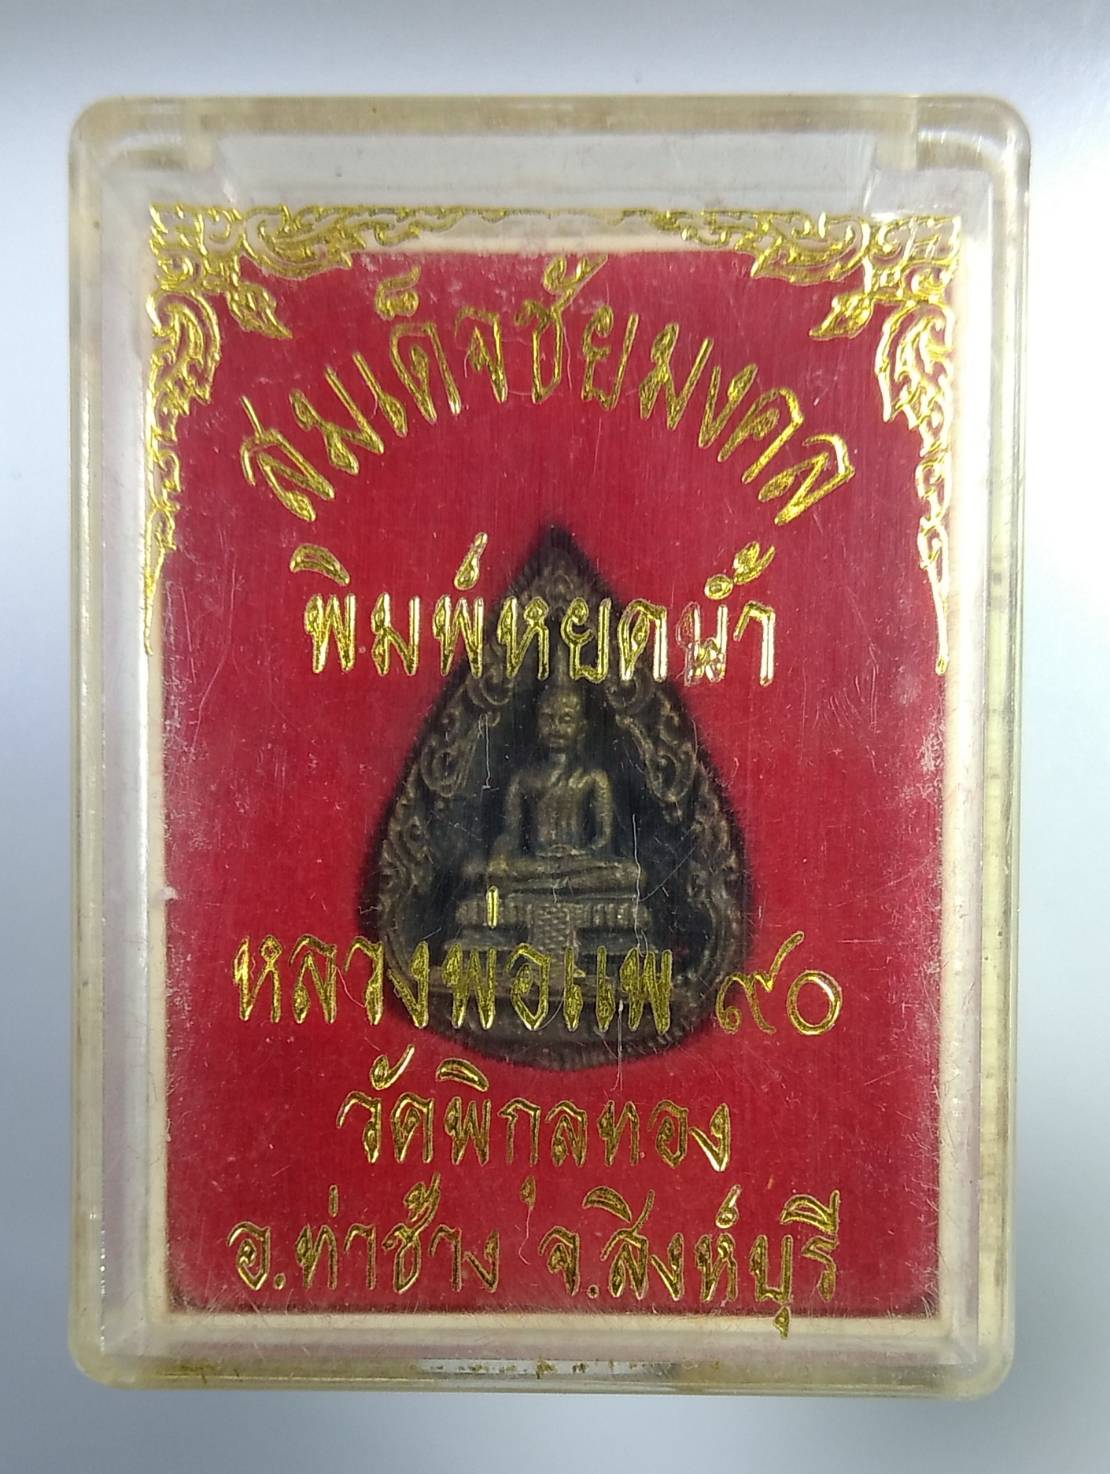 สมเด็จชัยมงคล
พิมพ์หยดน้ำ
หลวงพ่อแพ ๙๐
วัดพิกุลทอง
อ.ท่าช้าง จ.สิงห์บุรี